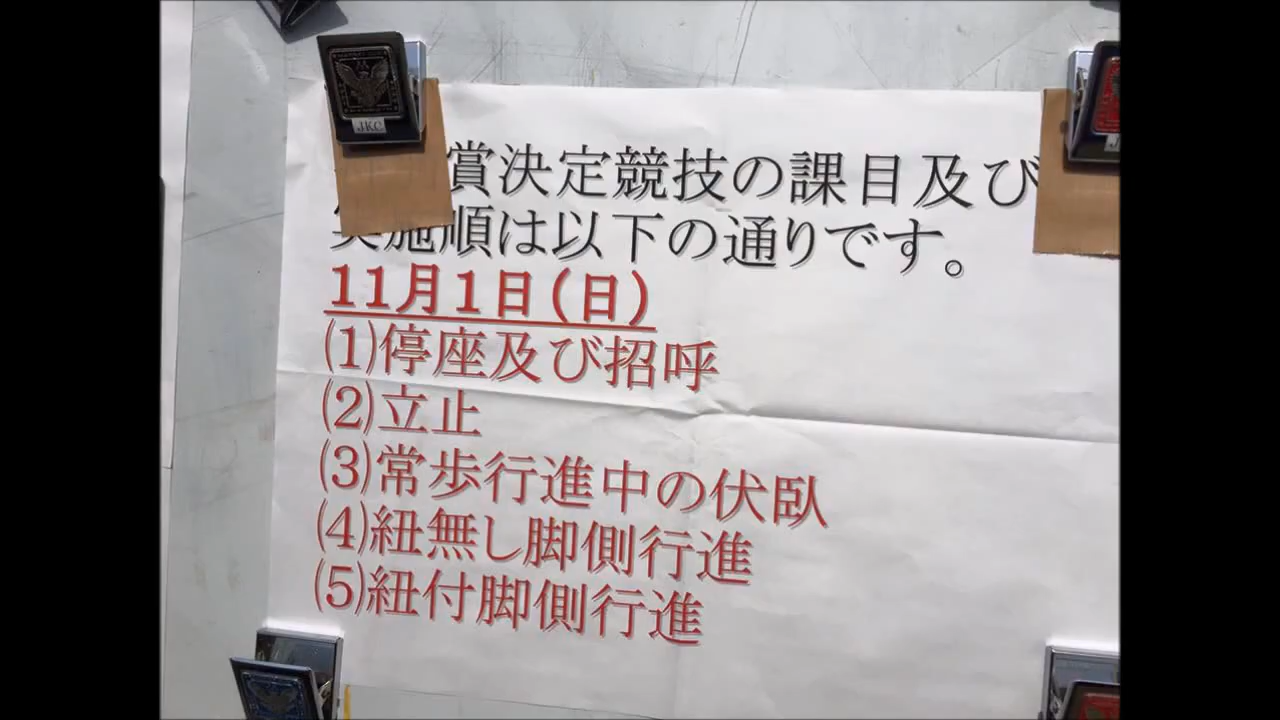 JKC
賞決定競技の課目及び
実施順は以下の通りです。
11月1日(日)
(1)停座及び招呼
(2)立止
(3)常歩行進中の伏臥
(4)紐無し脚側行進
(5)紐付脚側行進